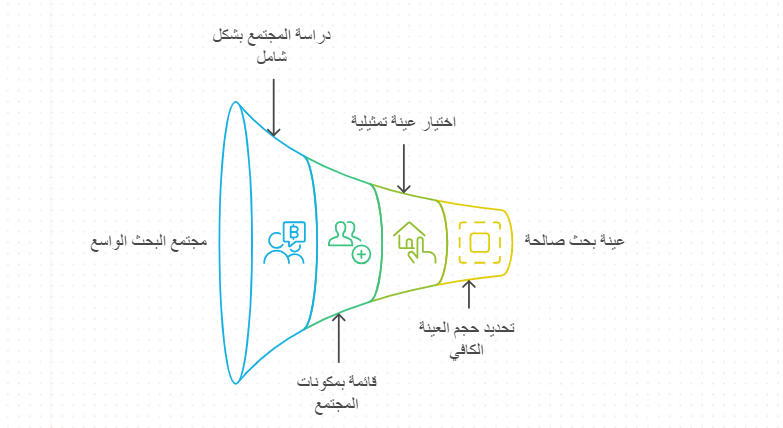 دراسة المجتمع بشكل
شامل
اختيار عينة تمثيلية
مجتمع البحث الواسع
عينة بحث صالحة
تحديد حجم العينة
الكافي
قائمة بمكونات
المجتمع